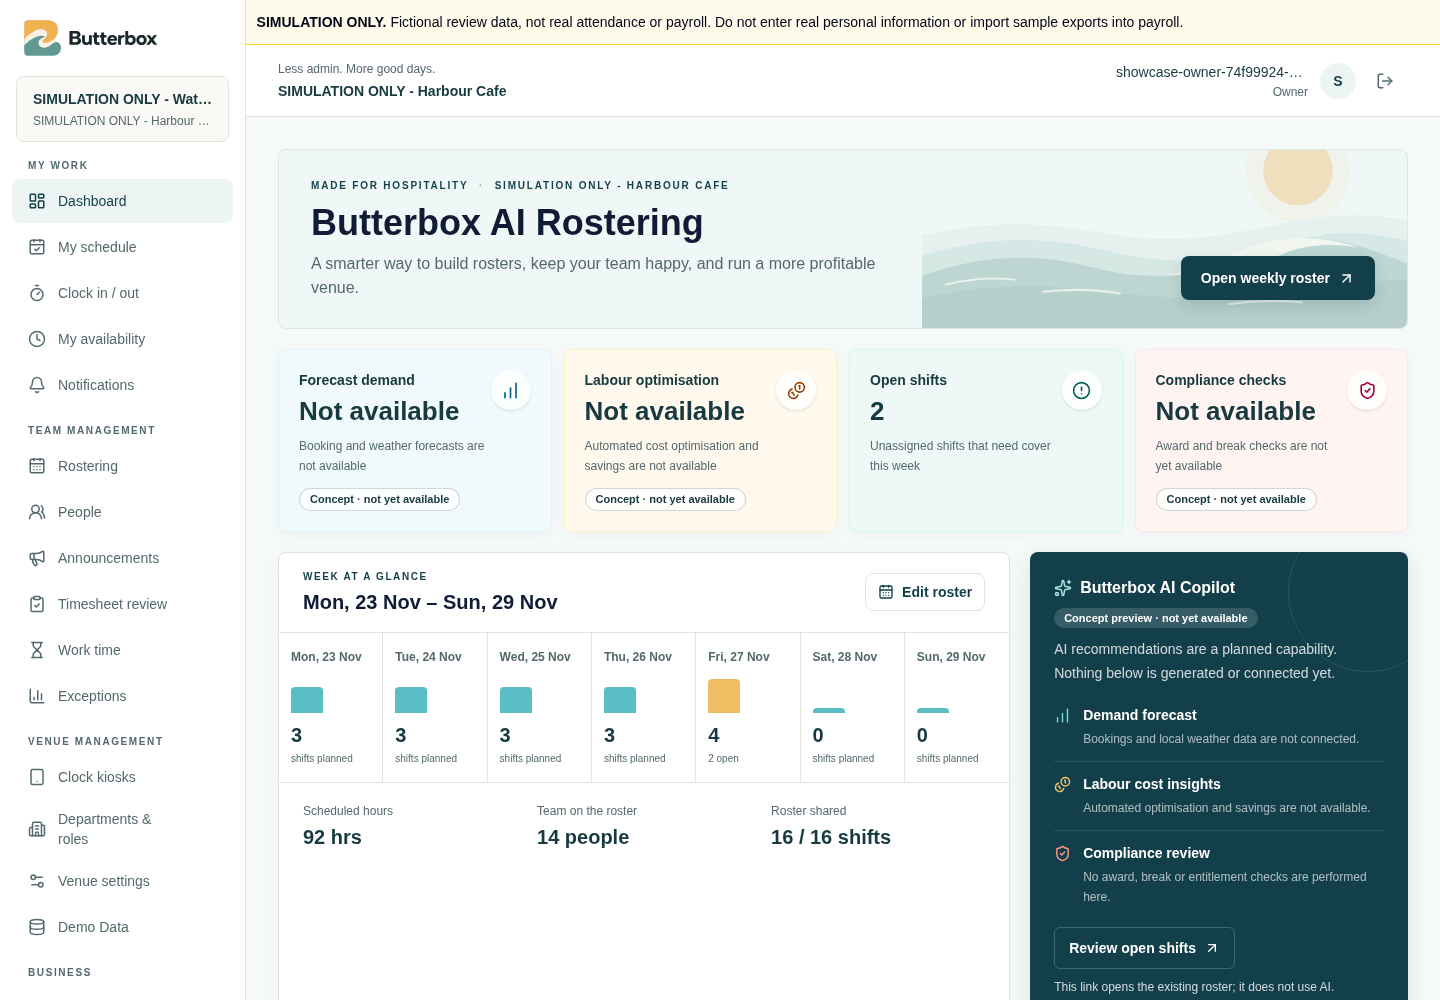 Butterbox
SIMULATION ONLY - Wat...
SIMULATION ONLY - Harbour ...
MY WORK
Dashboard
My schedule
Clock in / out
My availability
Notifications
TEAM MANAGEMENT
Rostering
People
Announcements
Timesheet review
Work time
Exceptions
VENUE MANAGEMENT
Clock kiosks
Departments &
roles
Venue settings
Demo Data
BUSINESS
SIMULATION ONLY. Fictional review data, not real attendance or payroll. Do not enter real personal information or import sample exports into payroll.
Less admin. More good days.
SIMULATION ONLY - Harbour Cafe
showcase-owner-74f99924-...
Owner
S
MADE FOR HOSPITALITY · SIMULATION ONLY - HARBOUR CAFE
Butterbox AI Rostering
A smarter way to build rosters, keep your team happy, and run a more profitable
venue.
Open weekly roster
Forecast demand
Not available
Booking and weather forecasts are
not available
Concept · not yet available
Labour optimisation
Not available
Automated cost optimisation and
savings are not available
Concept · not yet available
Open shifts
2
Unassigned shifts that need cover
this week
Compliance checks
Not available
Award and break checks are not
yet available
Concept · not yet available
WEEK AT A GLANCE
Mon, 23 Nov – Sun, 29 Nov
Edit roster
Mon, 23 Nov
3
shifts planned
Tue, 24 Nov
3
shifts planned
Wed, 25 Nov
3
shifts planned
Thu, 26 Nov
3
shifts planned
Fri, 27 Nov
4
2 open
Sat, 28 Nov
0
shifts planned
Sun, 29 Nov
0
shifts planned
Scheduled hours
92 hrs
Team on the roster
14 people
Roster shared
16 / 16 shifts
Butterbox AI Copilot
Concept preview · not yet available
AI recommendations are a planned capability.
Nothing below is generated or connected yet.
Demand forecast
Bookings and local weather data are not connected.
Labour cost insights
Automated optimisation and savings are not available.
Compliance review
No award, break or entitlement checks are performed
here.
Review open shifts
This link opens the existing roster; it does not use AI.